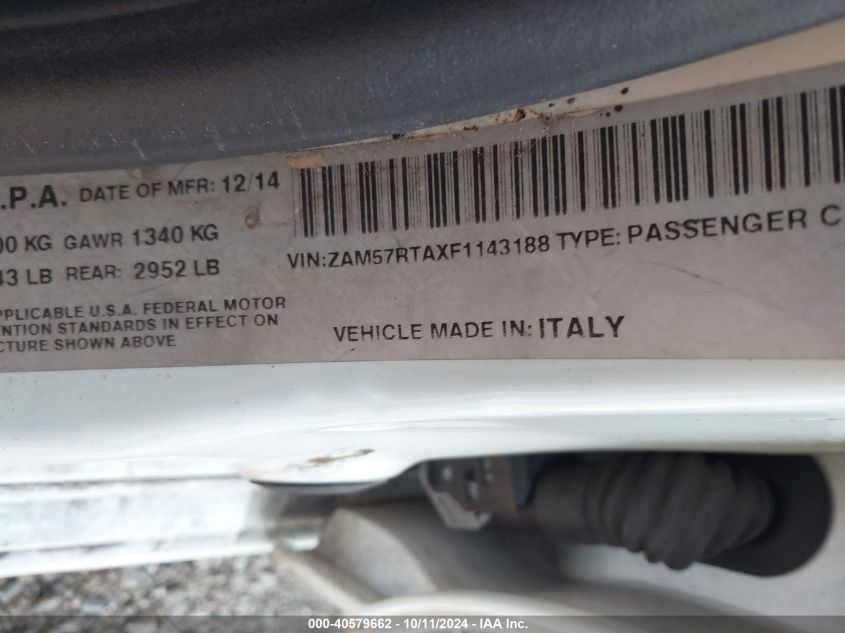 .P.A. DATE OF MFR: 12/14
00 KG GAWR 1340 KG
43 LB REAR: 2952 LB
PPLICABLE U.S.A. FEDERAL MOTOR
ENTION STANDARDS IN EFFECT ON
CTURE SHOWN ABOVE
VIN:ZAM57RTAXF1143188 TYPE: PASSENGER C
VEHICLE MADE IN: ITALY
000-40579662 - 10/11/2024 - IAA Inc.